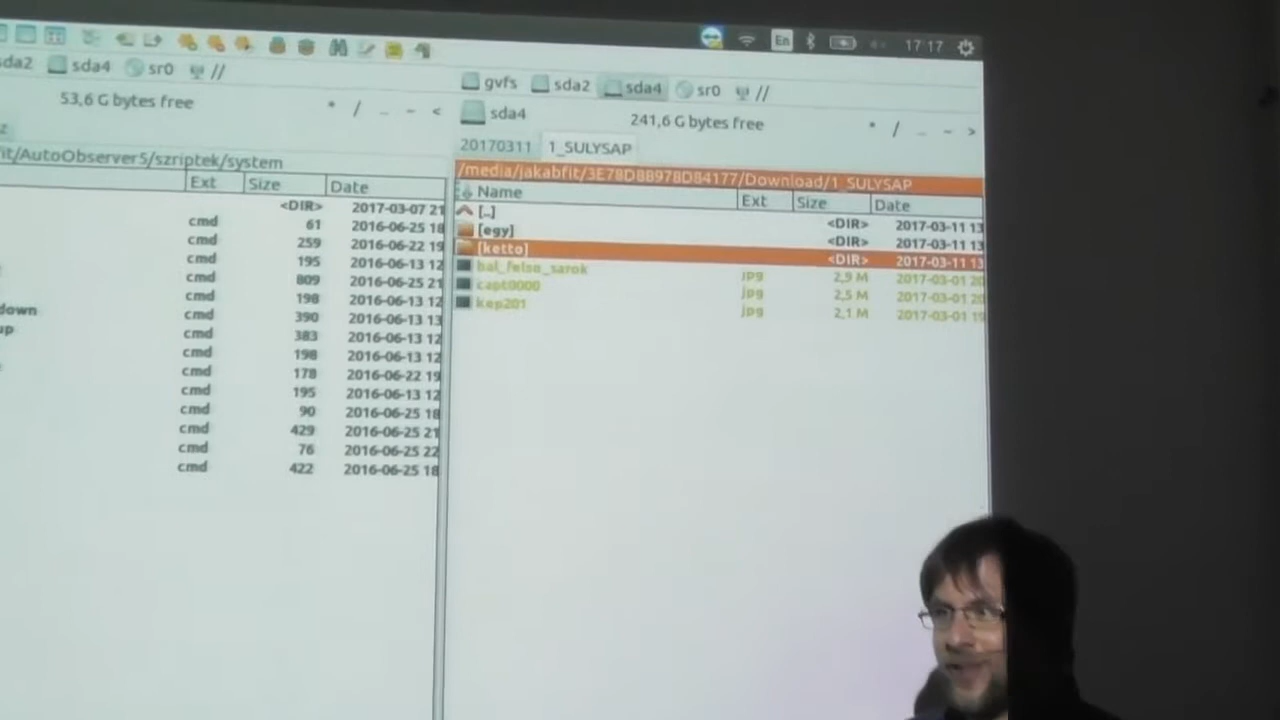 En 17 17
sda2 sda4 sr0 //
gvfs sda2 sda4 sr0 //
53,6 G bytes free * / .. ~ <
sda4 241,6 G bytes free * / .. ~ >
20170311 1_SULYSAP
it/AutoObserver5/szriptek/system
/media/jakabfit/3E78D8B978D84177/Download/1_SULYSAP
Ext Size Date
<DIR> 2017-03-07 21
cmd 61 2016-06-25 18
cmd 259 2016-06-22 19
cmd 195 2016-06-13 12
cmd 809 2016-06-25 21
cmd 198 2016-06-13 12
down cmd 390 2016-06-13 13
up cmd 383 2016-06-13 12
cmd 198 2016-06-13 12
cmd 178 2016-06-22 19
cmd 195 2016-06-13 12
cmd 90 2016-06-25 18
cmd 429 2016-06-25 21
cmd 76 2016-06-25 22
cmd 422 2016-06-25 18
Name Ext Size Date
[..] <DIR> 2017-03-11 13
[egy] <DIR> 2017-03-11 13
[ketto] <DIR> 2017-03-11 13
bal_felso_sarok jpg 2,9 M 2017-03-01 20
capt0000 jpg 2,5 M 2017-03-01 20
kep201 jpg 2,1 M 2017-03-01 19